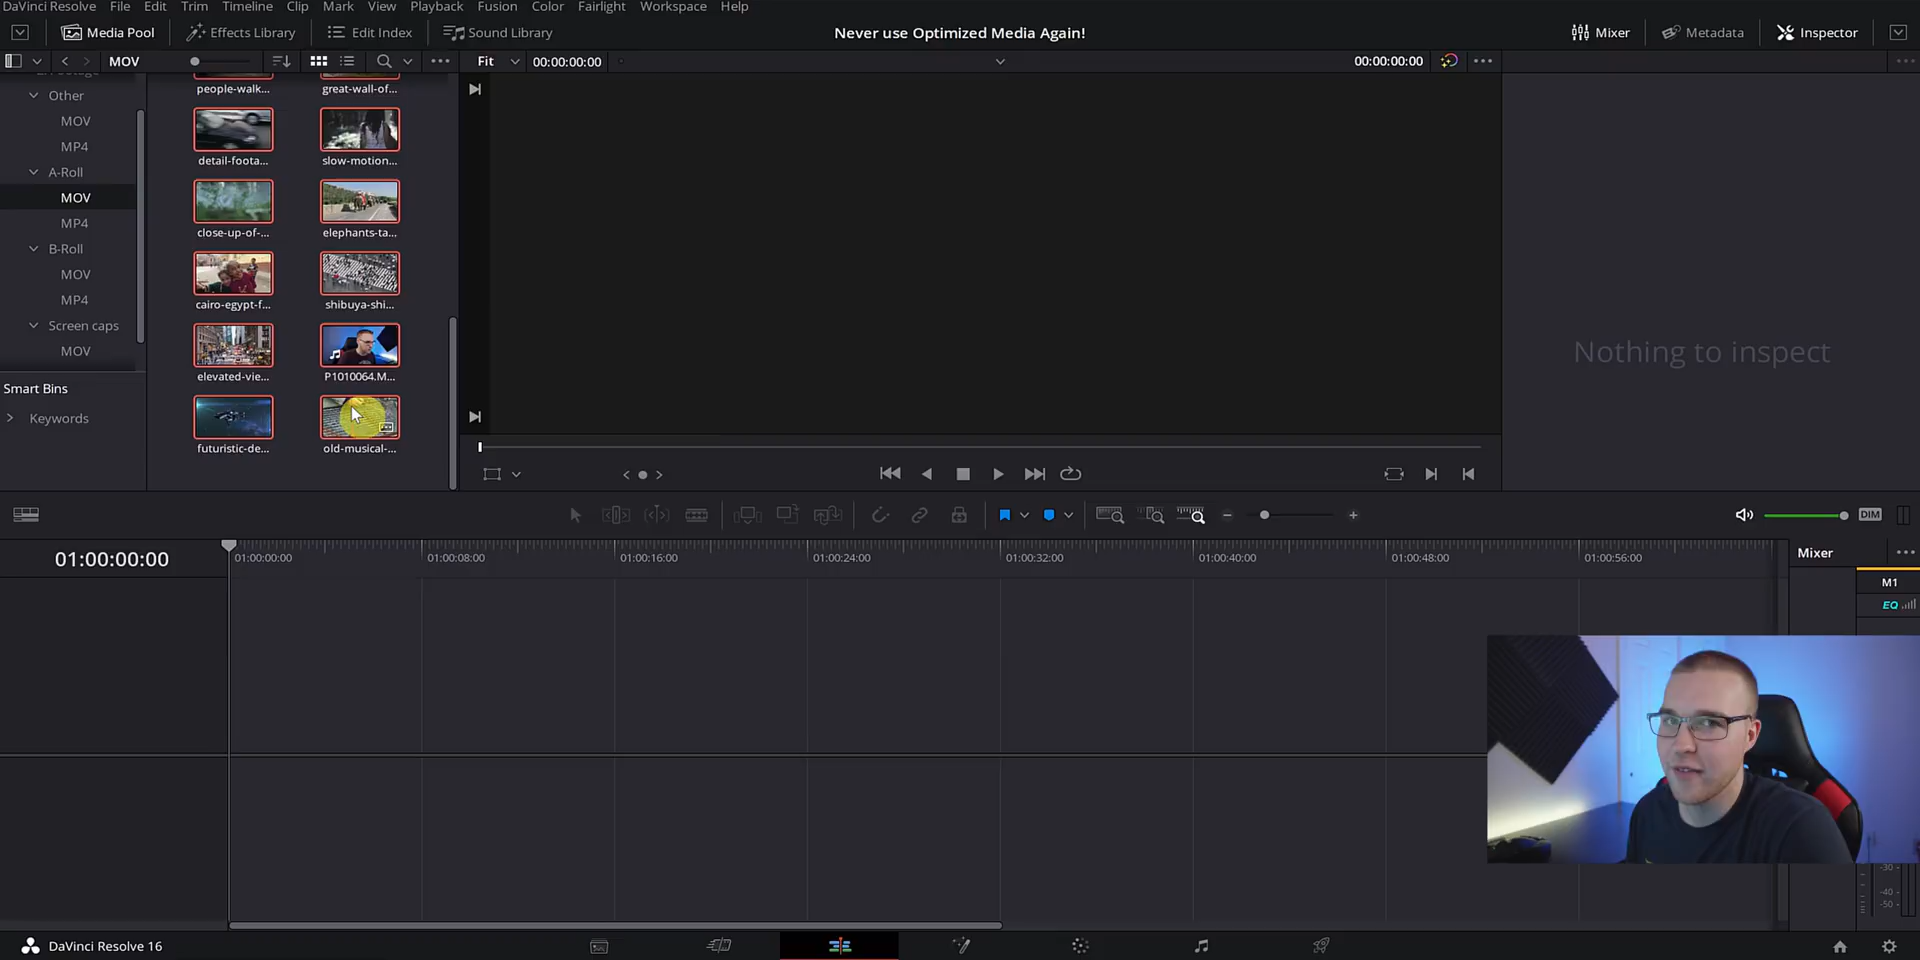 DaVinci Resolve File Edit Trim Timeline Clip Mark View Playback Fusion Color Fairlight Workspace Help
Media Pool Effects Library Edit Index Sound Library Never use Optimized Media Again! Mixer Metadata Inspector
MOV Fit 00:00:00:00 00:00:00:00
people-walk... great-wall-of...
Other
MOV
MP4
detail-foota... slow-motion...
A-Roll
MOV
MP4
close-up-of-... elephants-ta...
B-Roll
MOV
MP4
cairo-egypt-f... shibuya-shi...
Screen caps
MOV
elevated-vie... P1010064.M...
Smart Bins
Keywords
futuristic-de... old-musical-...
Nothing to inspect
DIM
01:00:00:00
01:00:00:00 01:00:08:00 01:00:16:00 01:00:24:00 01:00:32:00 01:00:40:00 01:00:48:00 01:00:56:00
Mixer
M1
EQ
-30
-40
-50
DaVinci Resolve 16